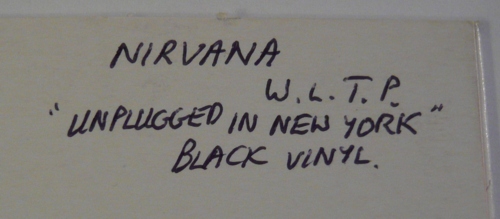 NIRVANA
W.L.T.P.
"UNPLUGGED IN NEW YORK"
BLACK VINYL.